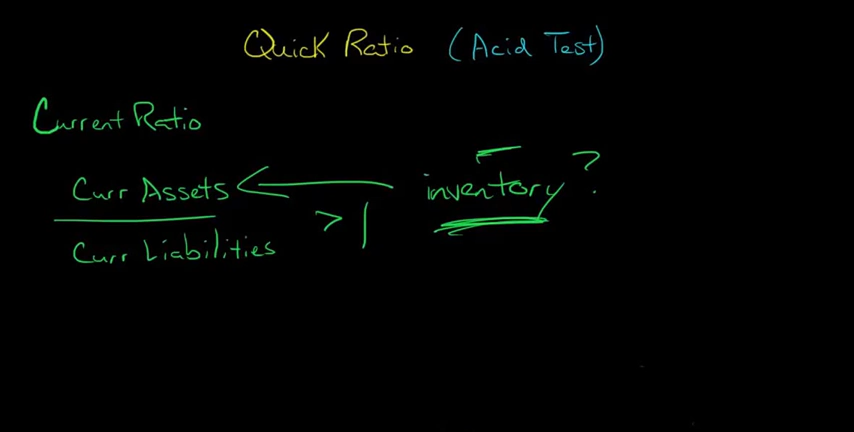 Quick Ratio (Acid Test)
Current Ratio
Curr Assets
inventory?
Curr Liabilities
> 1